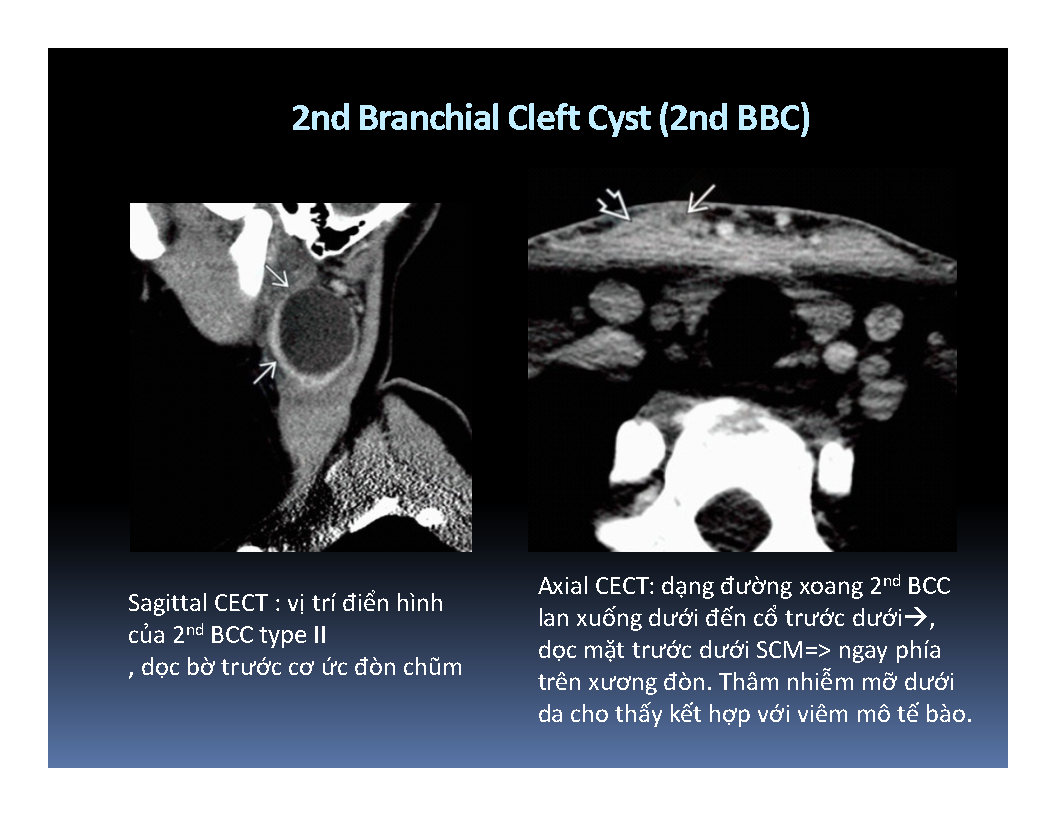 2nd Branchial Cleft Cyst (2nd BBC)
Sagittal CECT : vị trí điển hình
của 2nd BCC type II
, dọc bờ trước cơ ức đòn chũm
Axial CECT: dạng đường xoang 2nd BCC
lan xuống dưới đến cổ trước dưới→,
dọc mặt trước dưới SCM=> ngay phía
trên xương đòn. Thâm nhiễm mỡ dưới
da cho thấy kết hợp với viêm mô tế bào.